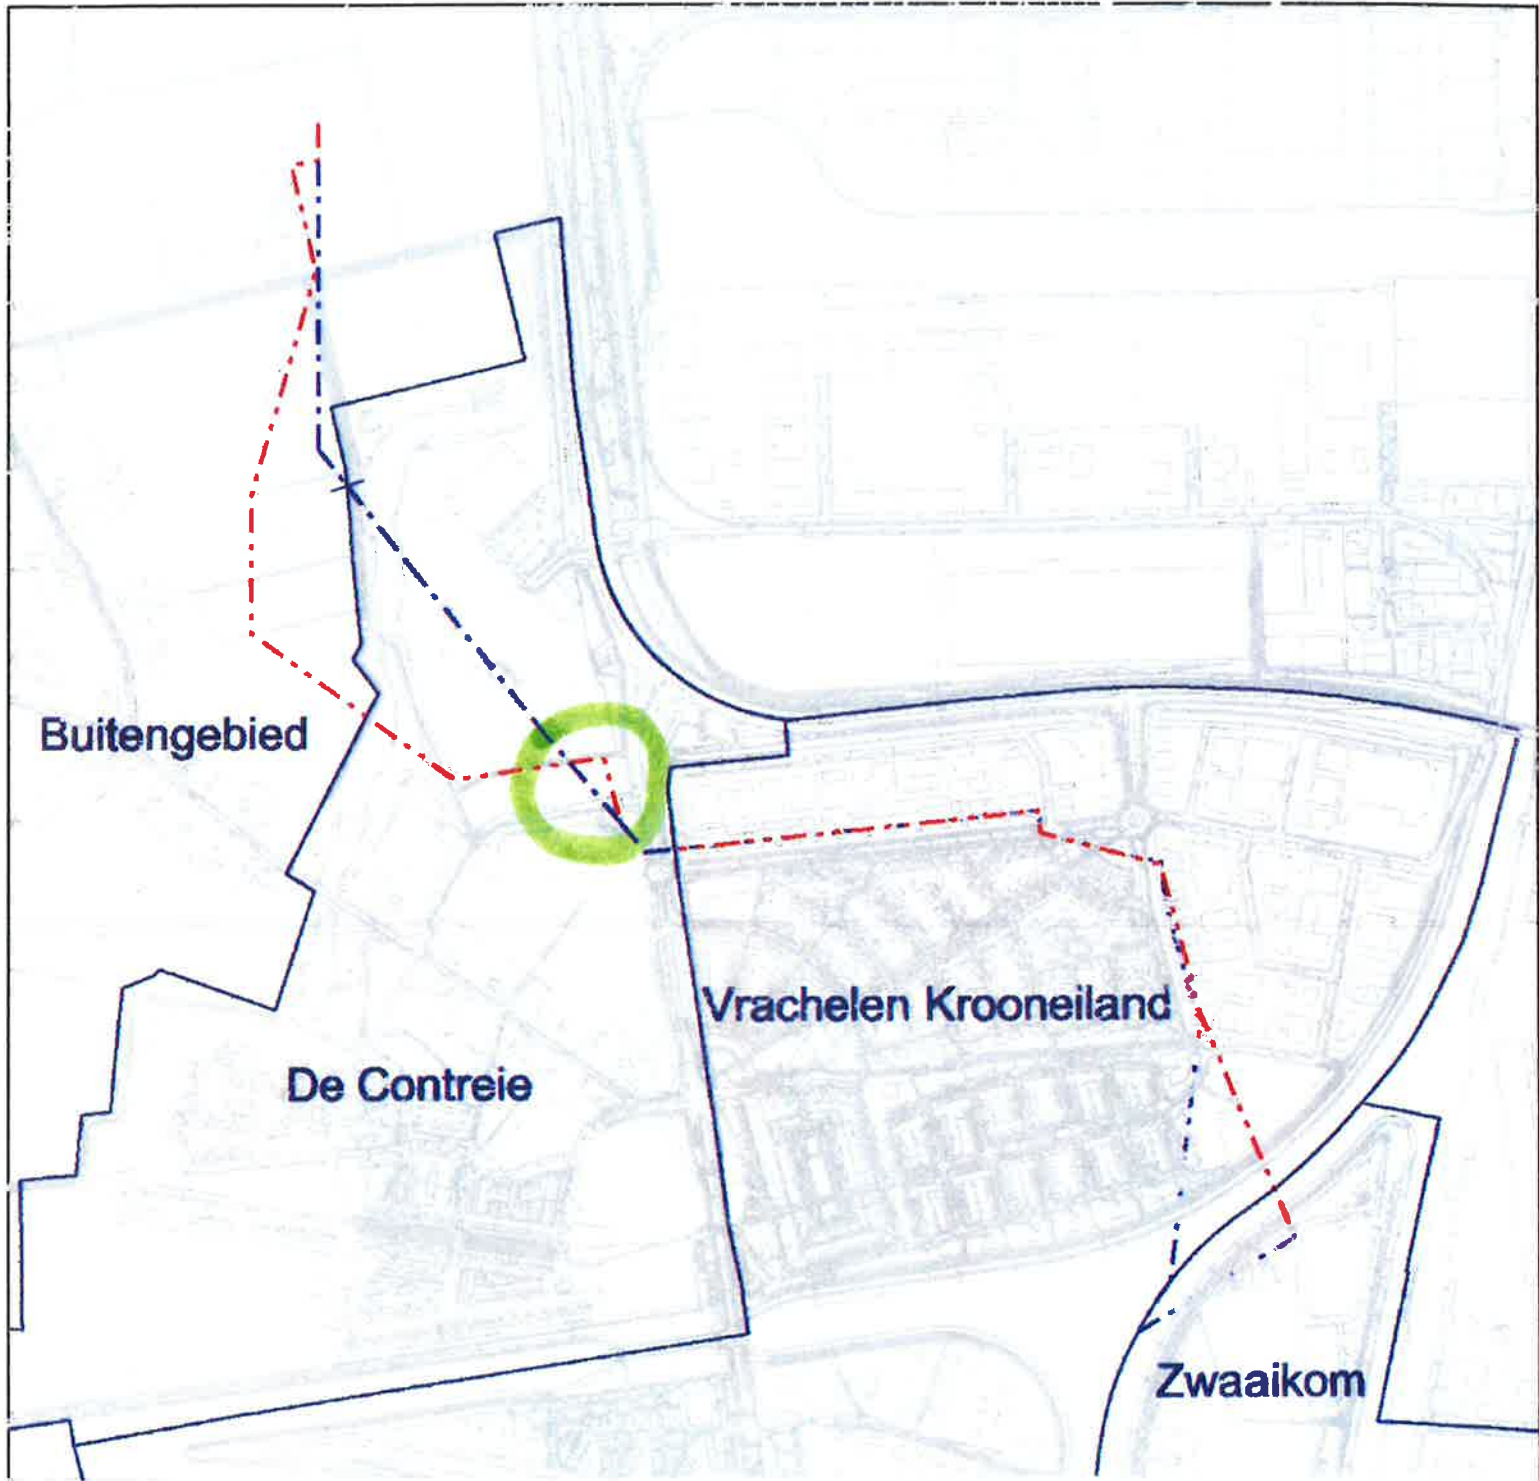 Buitengebied
Vrachelen Krooneiland
De Contreie
Zwaaikom